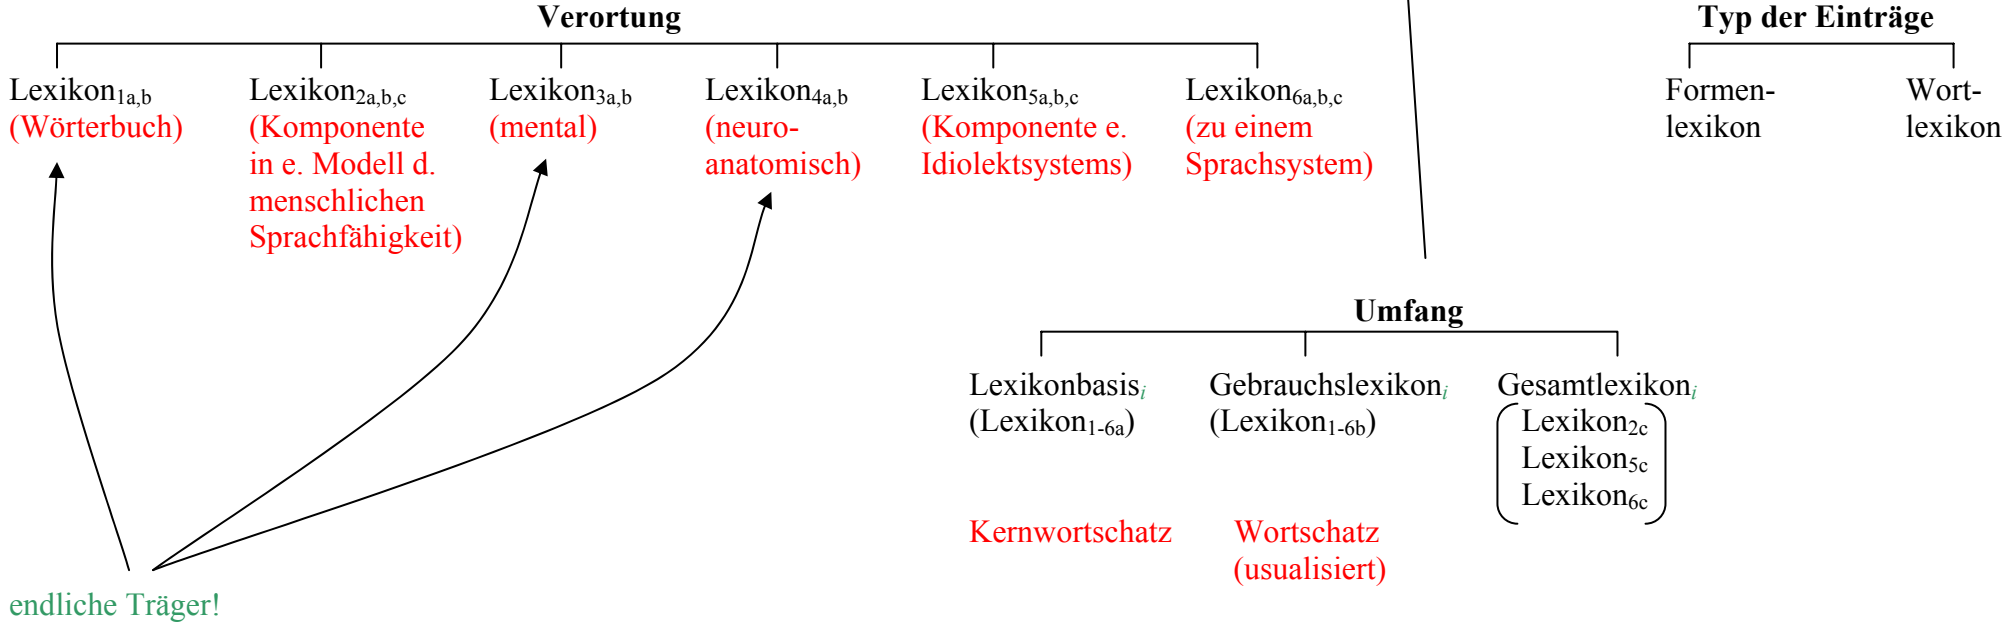 Verortung
Typ der Einträge
Lexikon1a,b
Lexikon2a,b,c
Lexikon3a,b
Lexikon4a,b
Lexikon5a,b,c
Lexikon6a,b,c
Formen-
Wort-
(Wörterbuch)
(Komponente
(mental)
(neuro-
(Komponente e.
(zu einem
lexikon
lexikon
in e. Modell d.
anatomisch)
Idiolektsystems)
Sprachsystem)
menschlichen
Sprachfähigkeit)
Umfang
Lexikonbasisi
Gebrauchslexikoni
Gesamtlexikoni
(Lexikon1-6a)
(Lexikon1-6b)
Lexikon2c
Lexikon5c
Lexikon6c
Kernwortschatz
Wortschatz
(usualisiert)
endliche Träger!